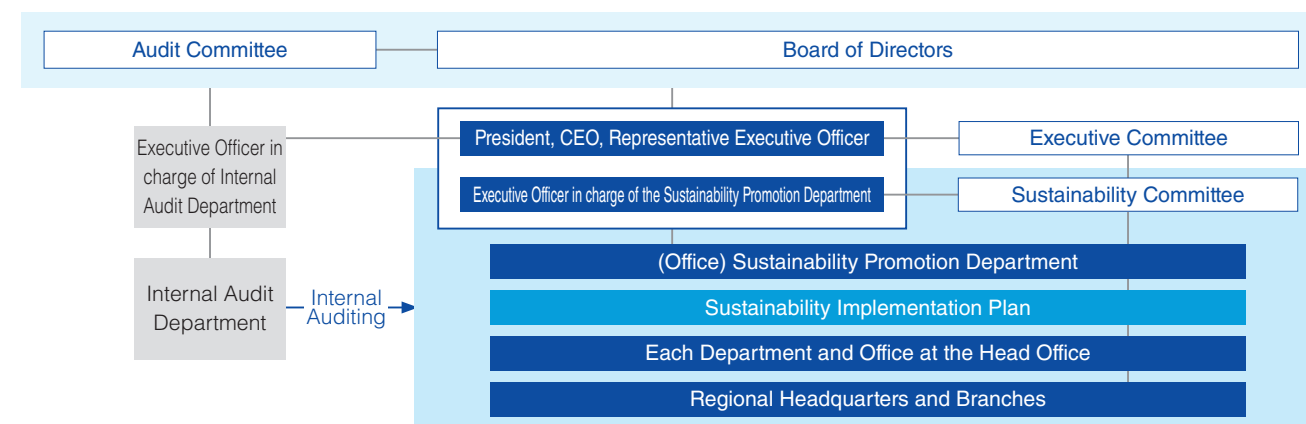 Audit Committee
Board of Directors
Executive Officer in
charge of Internal
Audit Department
President, CEO, Representative Executive Officer
Executive Committee
Executive Officer in charge of the Sustainability Promotion Department
Sustainability Committee
(Office) Sustainability Promotion Department
Internal Audit
Department
Internal
Auditing
Sustainability Implementation Plan
Each Department and Office at the Head Office
Regional Headquarters and Branches